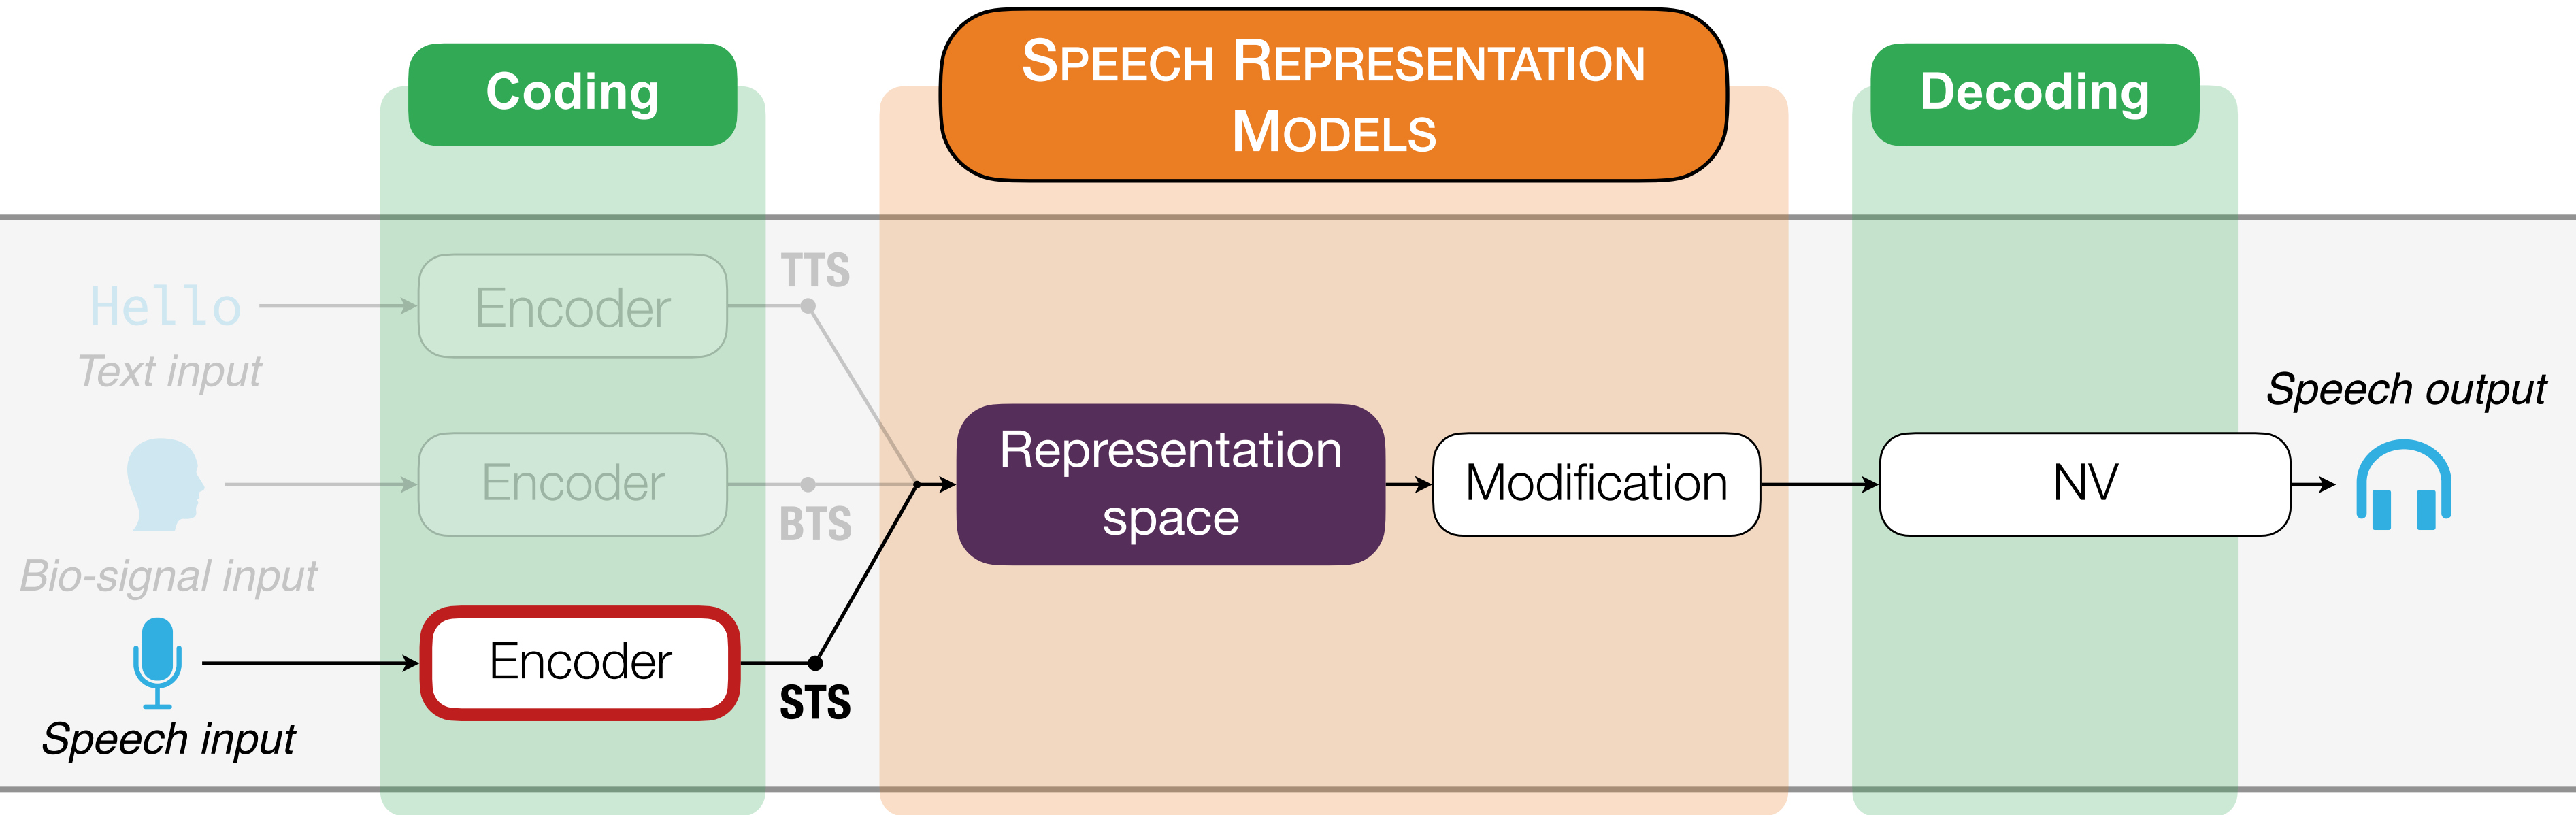 Coding
SPEECH REPRESENTATION
MODELS
Decoding
Hello
Text input
Encoder
TTS
Bio-signal input
Encoder
BTS
Speech input
Encoder
STS
Representation
space
Modification
NV
Speech output